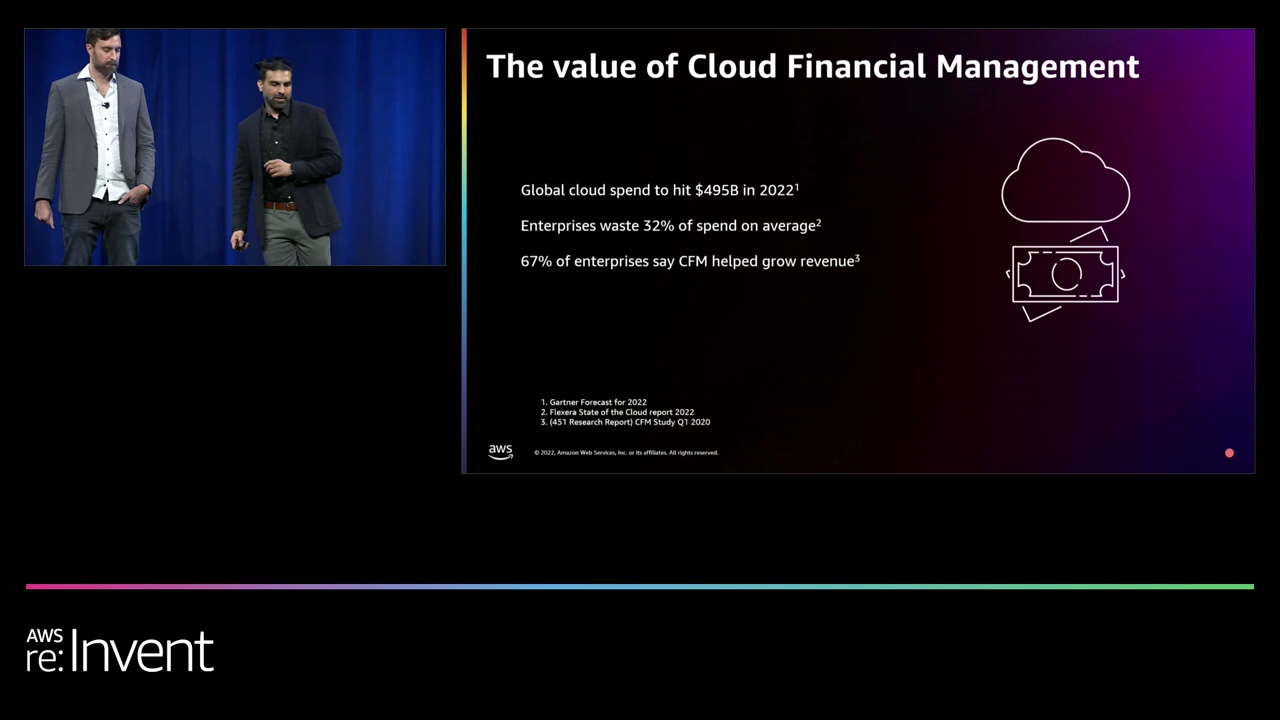 The value of Cloud Financial Management
Global cloud spend to hit $495B in 2022¹
Enterprises waste 32% of spend on average²
67% of enterprises say CFM helped grow revenue³
1. Gartner Forecast for 2022
2. Flexera State of the Cloud report 2022
3. (451 Research Report) CFM Study Q1 2020
aws
© 2022, Amazon Web Services, Inc. or its affiliates. All rights reserved.
AWS
re:Invent